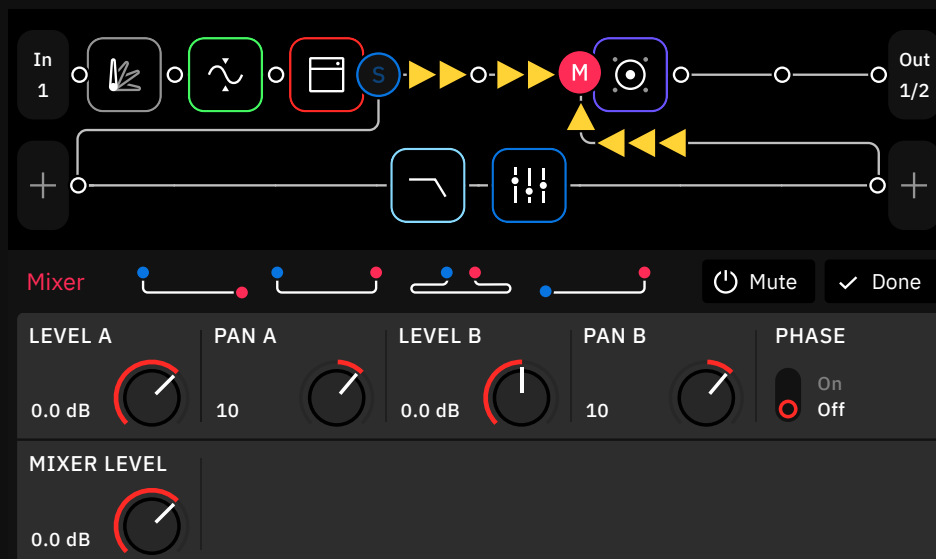 In
1
S
M
Out
1/2
Mixer
Mute
Done
LEVEL A
PAN A
LEVEL B
PAN B
PHASE
0.0 dB
10
0.0 dB
10
On
Off
MIXER LEVEL
0.0 dB